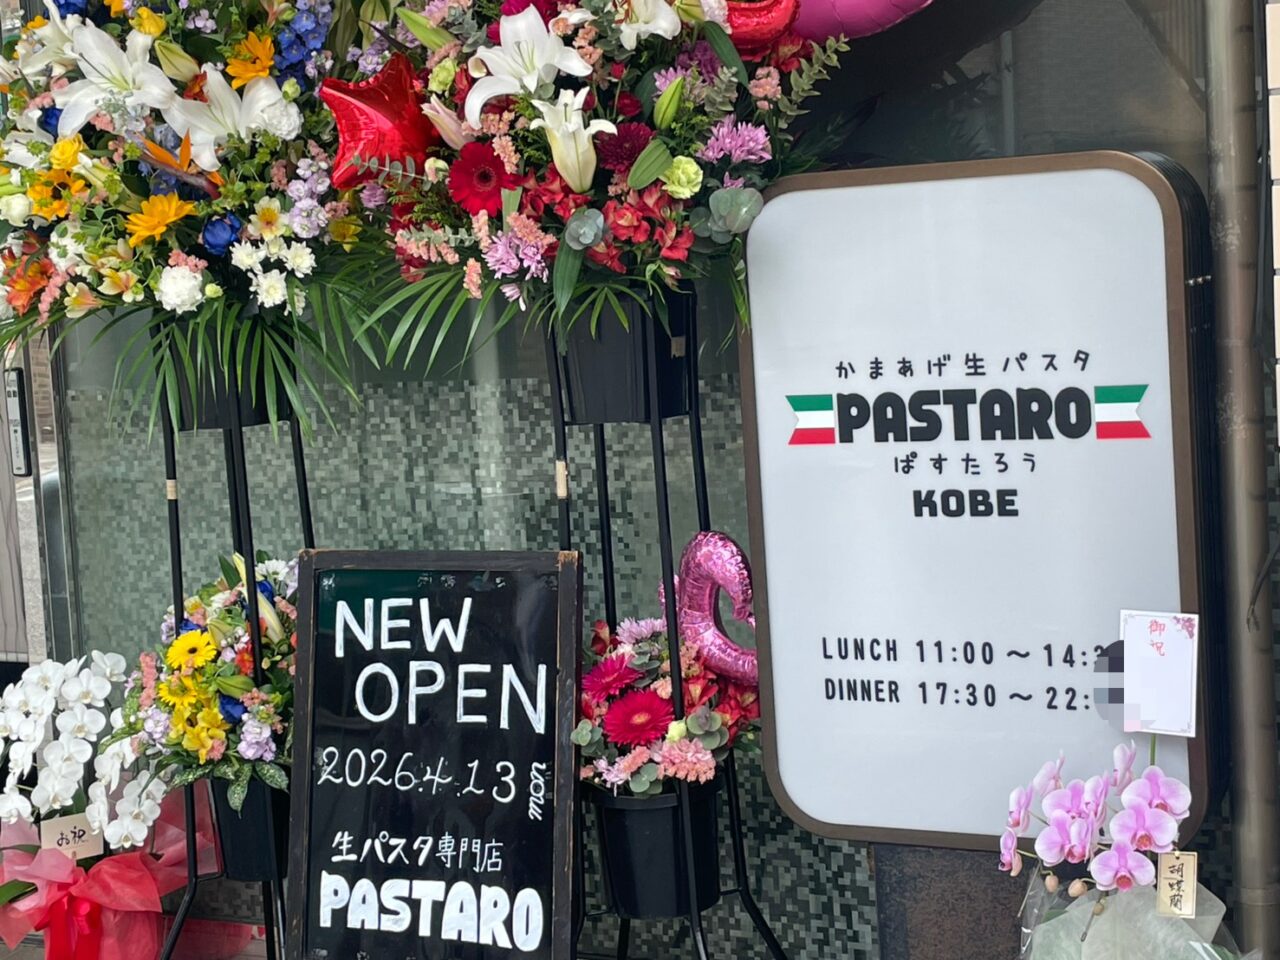 かまあげ生パスタ
PASTARO
ぱすたろう
KOBE
LUNCH 11:00 ～ 14:
DINNER 17:30 ～ 22:
御祝
NEW
OPEN
2026.4.13 mon
生パスタ専門店
PASTARO
お祝
胡蝶蘭